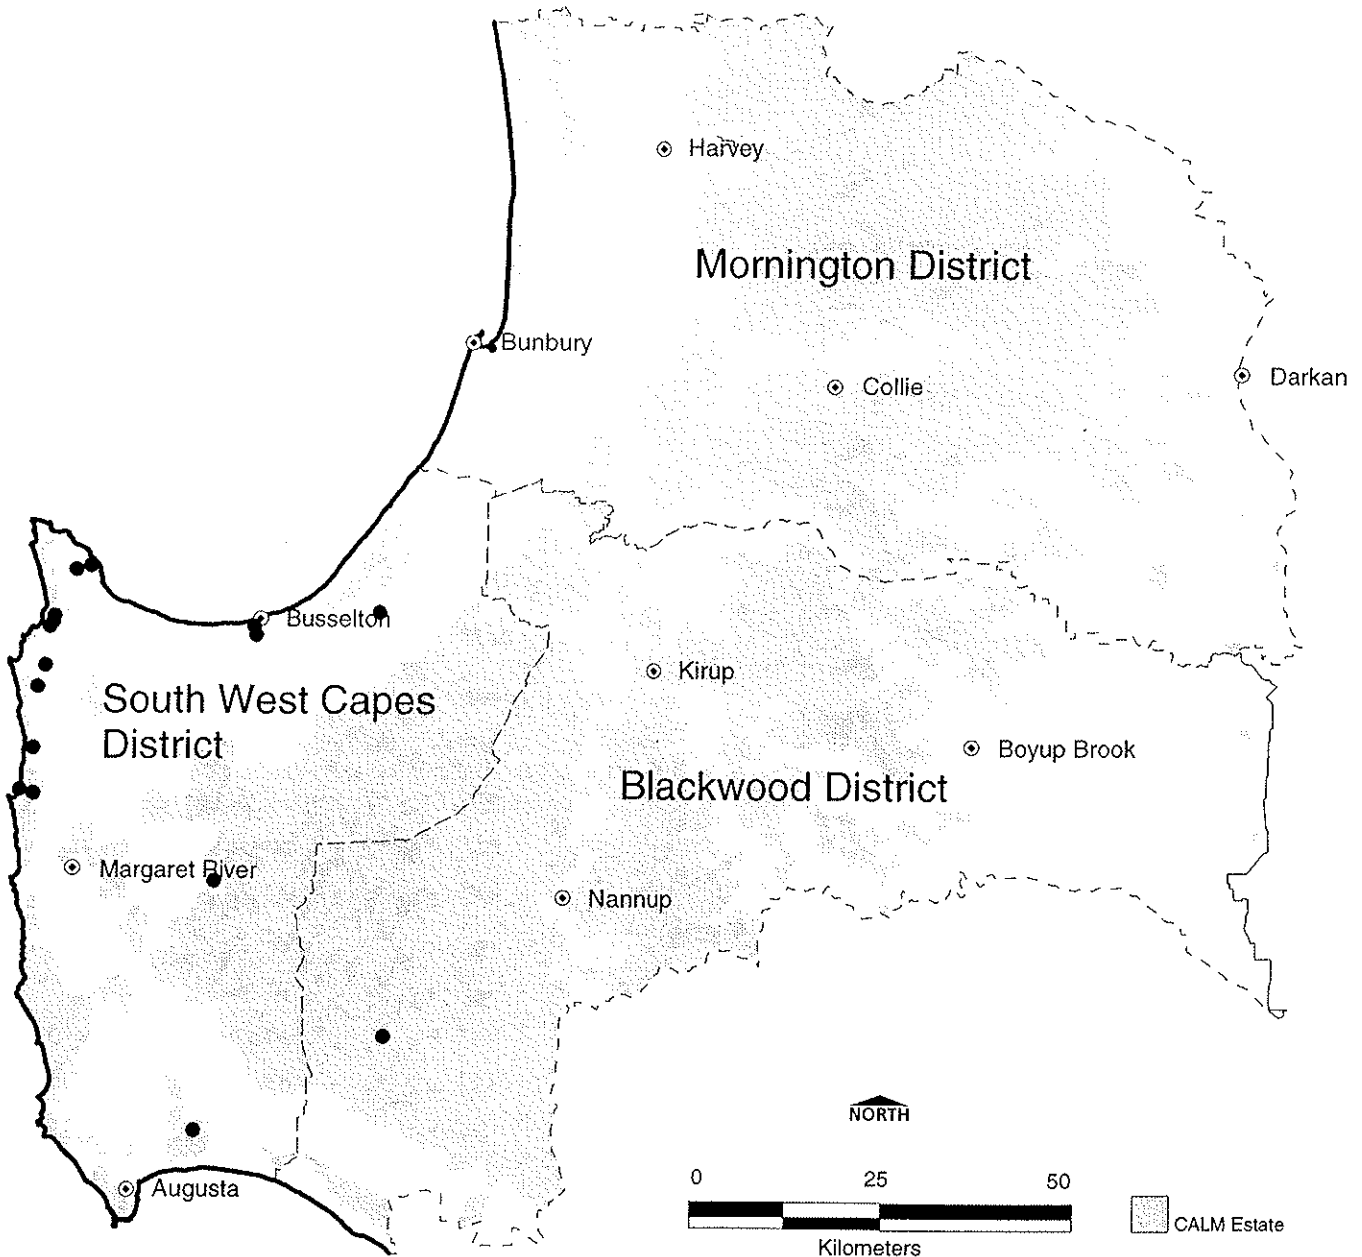 Harvey
Mornington District
Bunbury
Collie
Darkan
Busselton
Kirup
South West Capes
District
Boyup Brook
Blackwood District
Margaret River
Nannup
NORTH
0 25 50
Augusta
CALM Estate
Kilometers